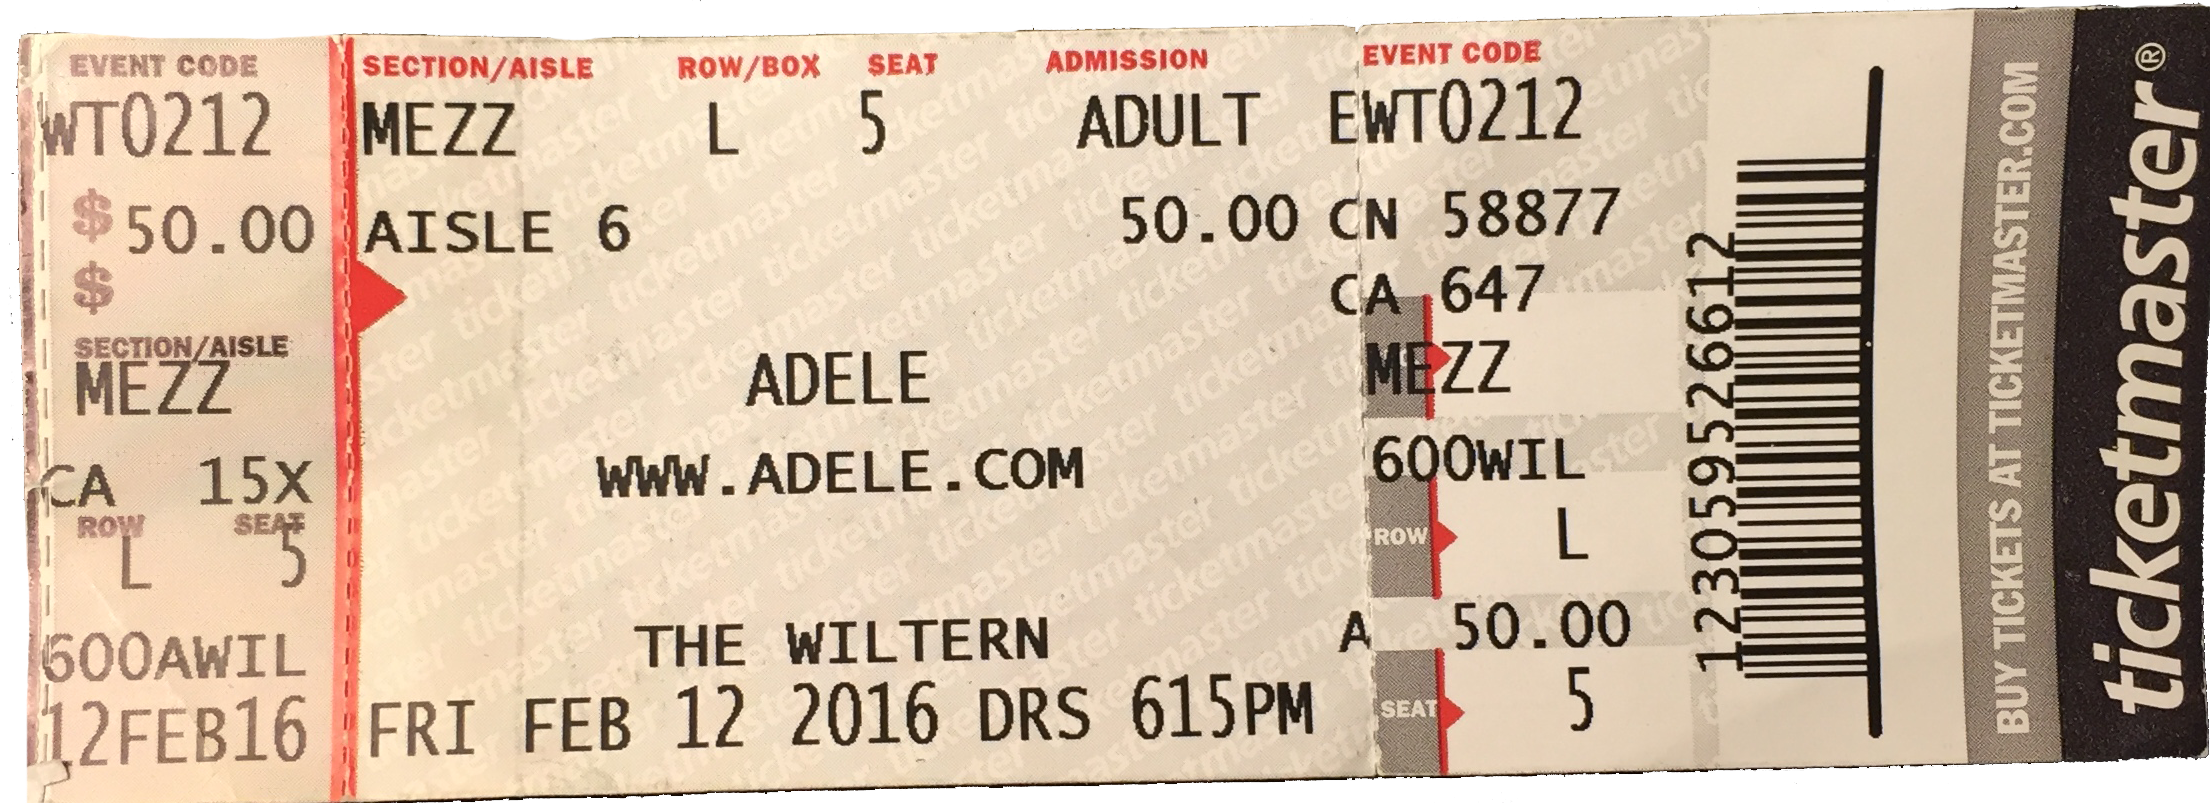 EVENT CODE
WT0212
$ 50.00
$
SECTION/AISLE
MEZZ
CA 15X
ROW SEAT
L 5
600AWIL
12FEB16
SECTION/AISLE ROW/BOX SEAT ADMISSION
MEZZ L 5 ADULT
AISLE 6 50.00
ADELE
WWW.ADELE.COM
THE WILTERN
FRI FEB 12 2016 DRS 615PM
EVENT CODE
EWT0212
CN 58877
CA 647
MEZZ
600WIL
ROW L
A 50.00
SEAT 5
123059526612
BUY TICKETS AT TICKETMASTER.COM
ticketmaster®